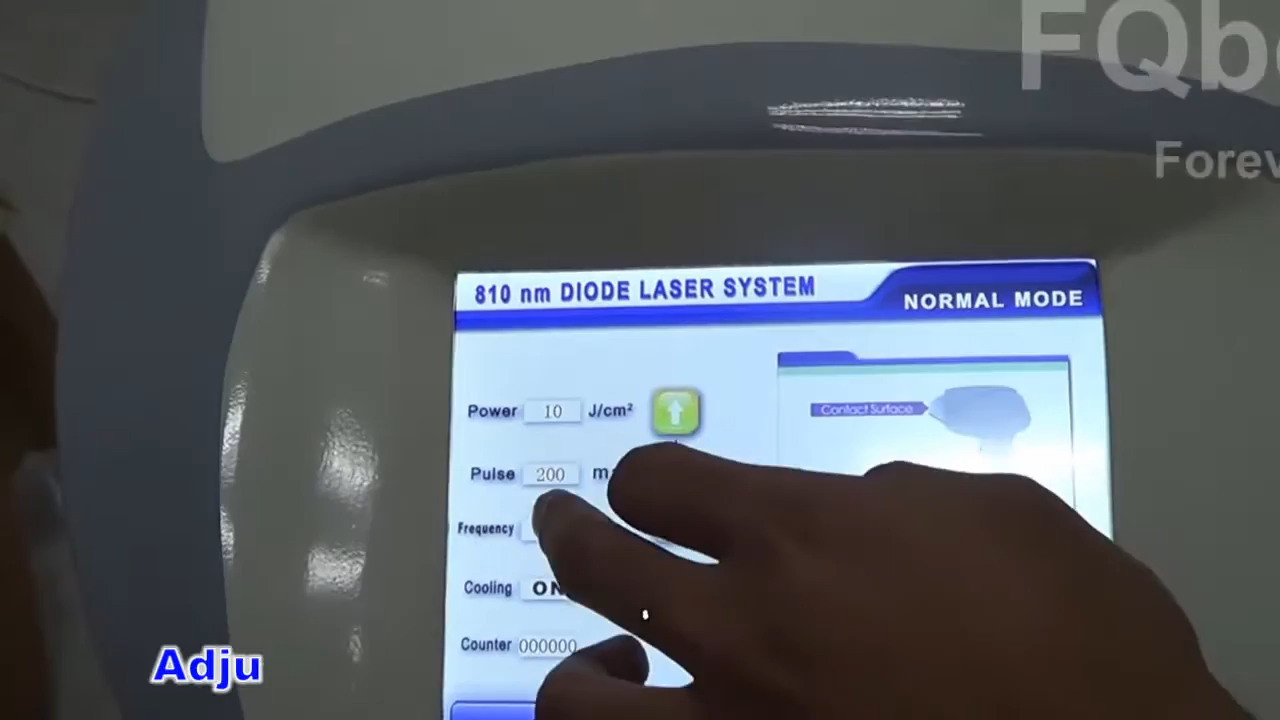 FQb
Forev
810 nm DIODE LASER SYSTEM
NORMAL MODE
Power 10 J/cm²
Contact Surface
Pulse 200 m
Frequency
Cooling ON
Counter 000000
Adju